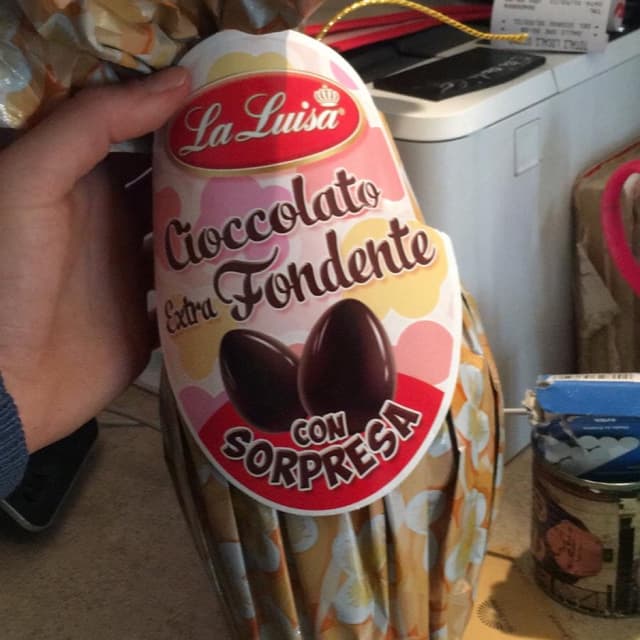 La Luisa
Cioccolato
Extra Fondente
CON
SORPRESA